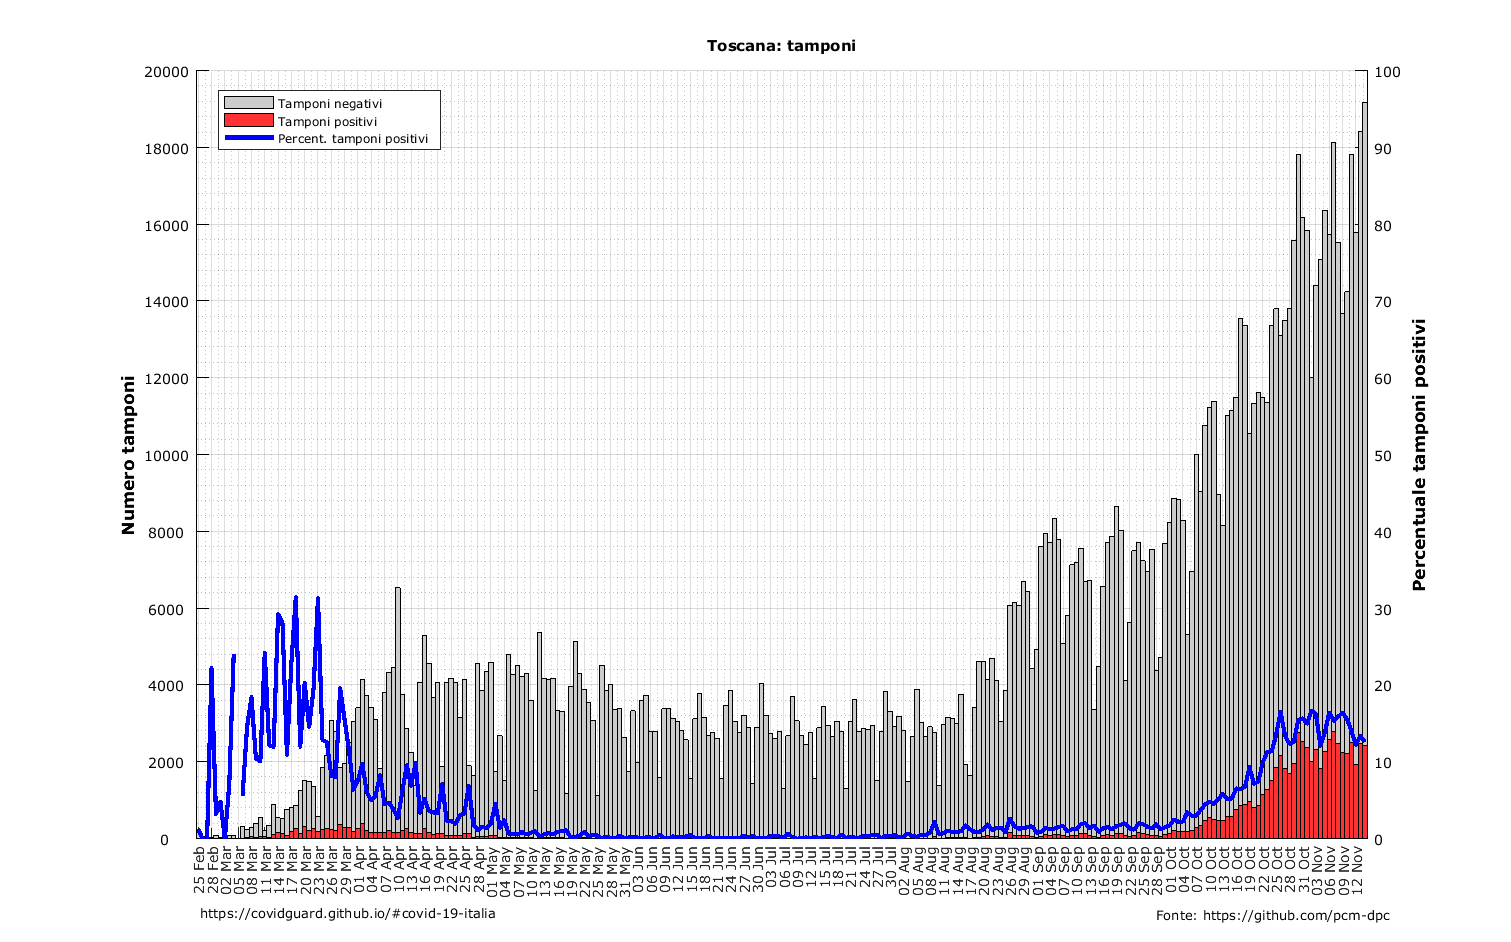 Toscana: tamponi
Tamponi negativi
Tamponi positivi
Percent. tamponi positivi
Numero tamponi
20000
18000
16000
14000
12000
10000
8000
6000
4000
2000
0
Percentuale tamponi positivi
100
90
80
70
60
50
40
30
20
10
0
25 Feb
28 Feb
02 Mar
05 Mar
08 Mar
11 Mar
14 Mar
17 Mar
20 Mar
23 Mar
26 Mar
29 Mar
01 Apr
04 Apr
07 Apr
10 Apr
13 Apr
16 Apr
19 Apr
22 Apr
25 Apr
28 Apr
01 May
04 May
07 May
10 May
13 May
16 May
19 May
22 May
25 May
28 May
31 May
03 Jun
06 Jun
09 Jun
12 Jun
15 Jun
18 Jun
21 Jun
24 Jun
27 Jun
30 Jun
03 Jul
06 Jul
09 Jul
12 Jul
15 Jul
18 Jul
21 Jul
24 Jul
27 Jul
30 Jul
02 Aug
05 Aug
08 Aug
11 Aug
14 Aug
17 Aug
20 Aug
23 Aug
26 Aug
29 Aug
01 Sep
04 Sep
07 Sep
10 Sep
13 Sep
16 Sep
19 Sep
22 Sep
25 Sep
28 Sep
01 Oct
04 Oct
07 Oct
10 Oct
13 Oct
16 Oct
19 Oct
22 Oct
25 Oct
28 Oct
31 Oct
03 Nov
06 Nov
09 Nov
12 Nov
https://covidguard.github.io/#covid-19-italia
Fonte: https://github.com/pcm-dpc